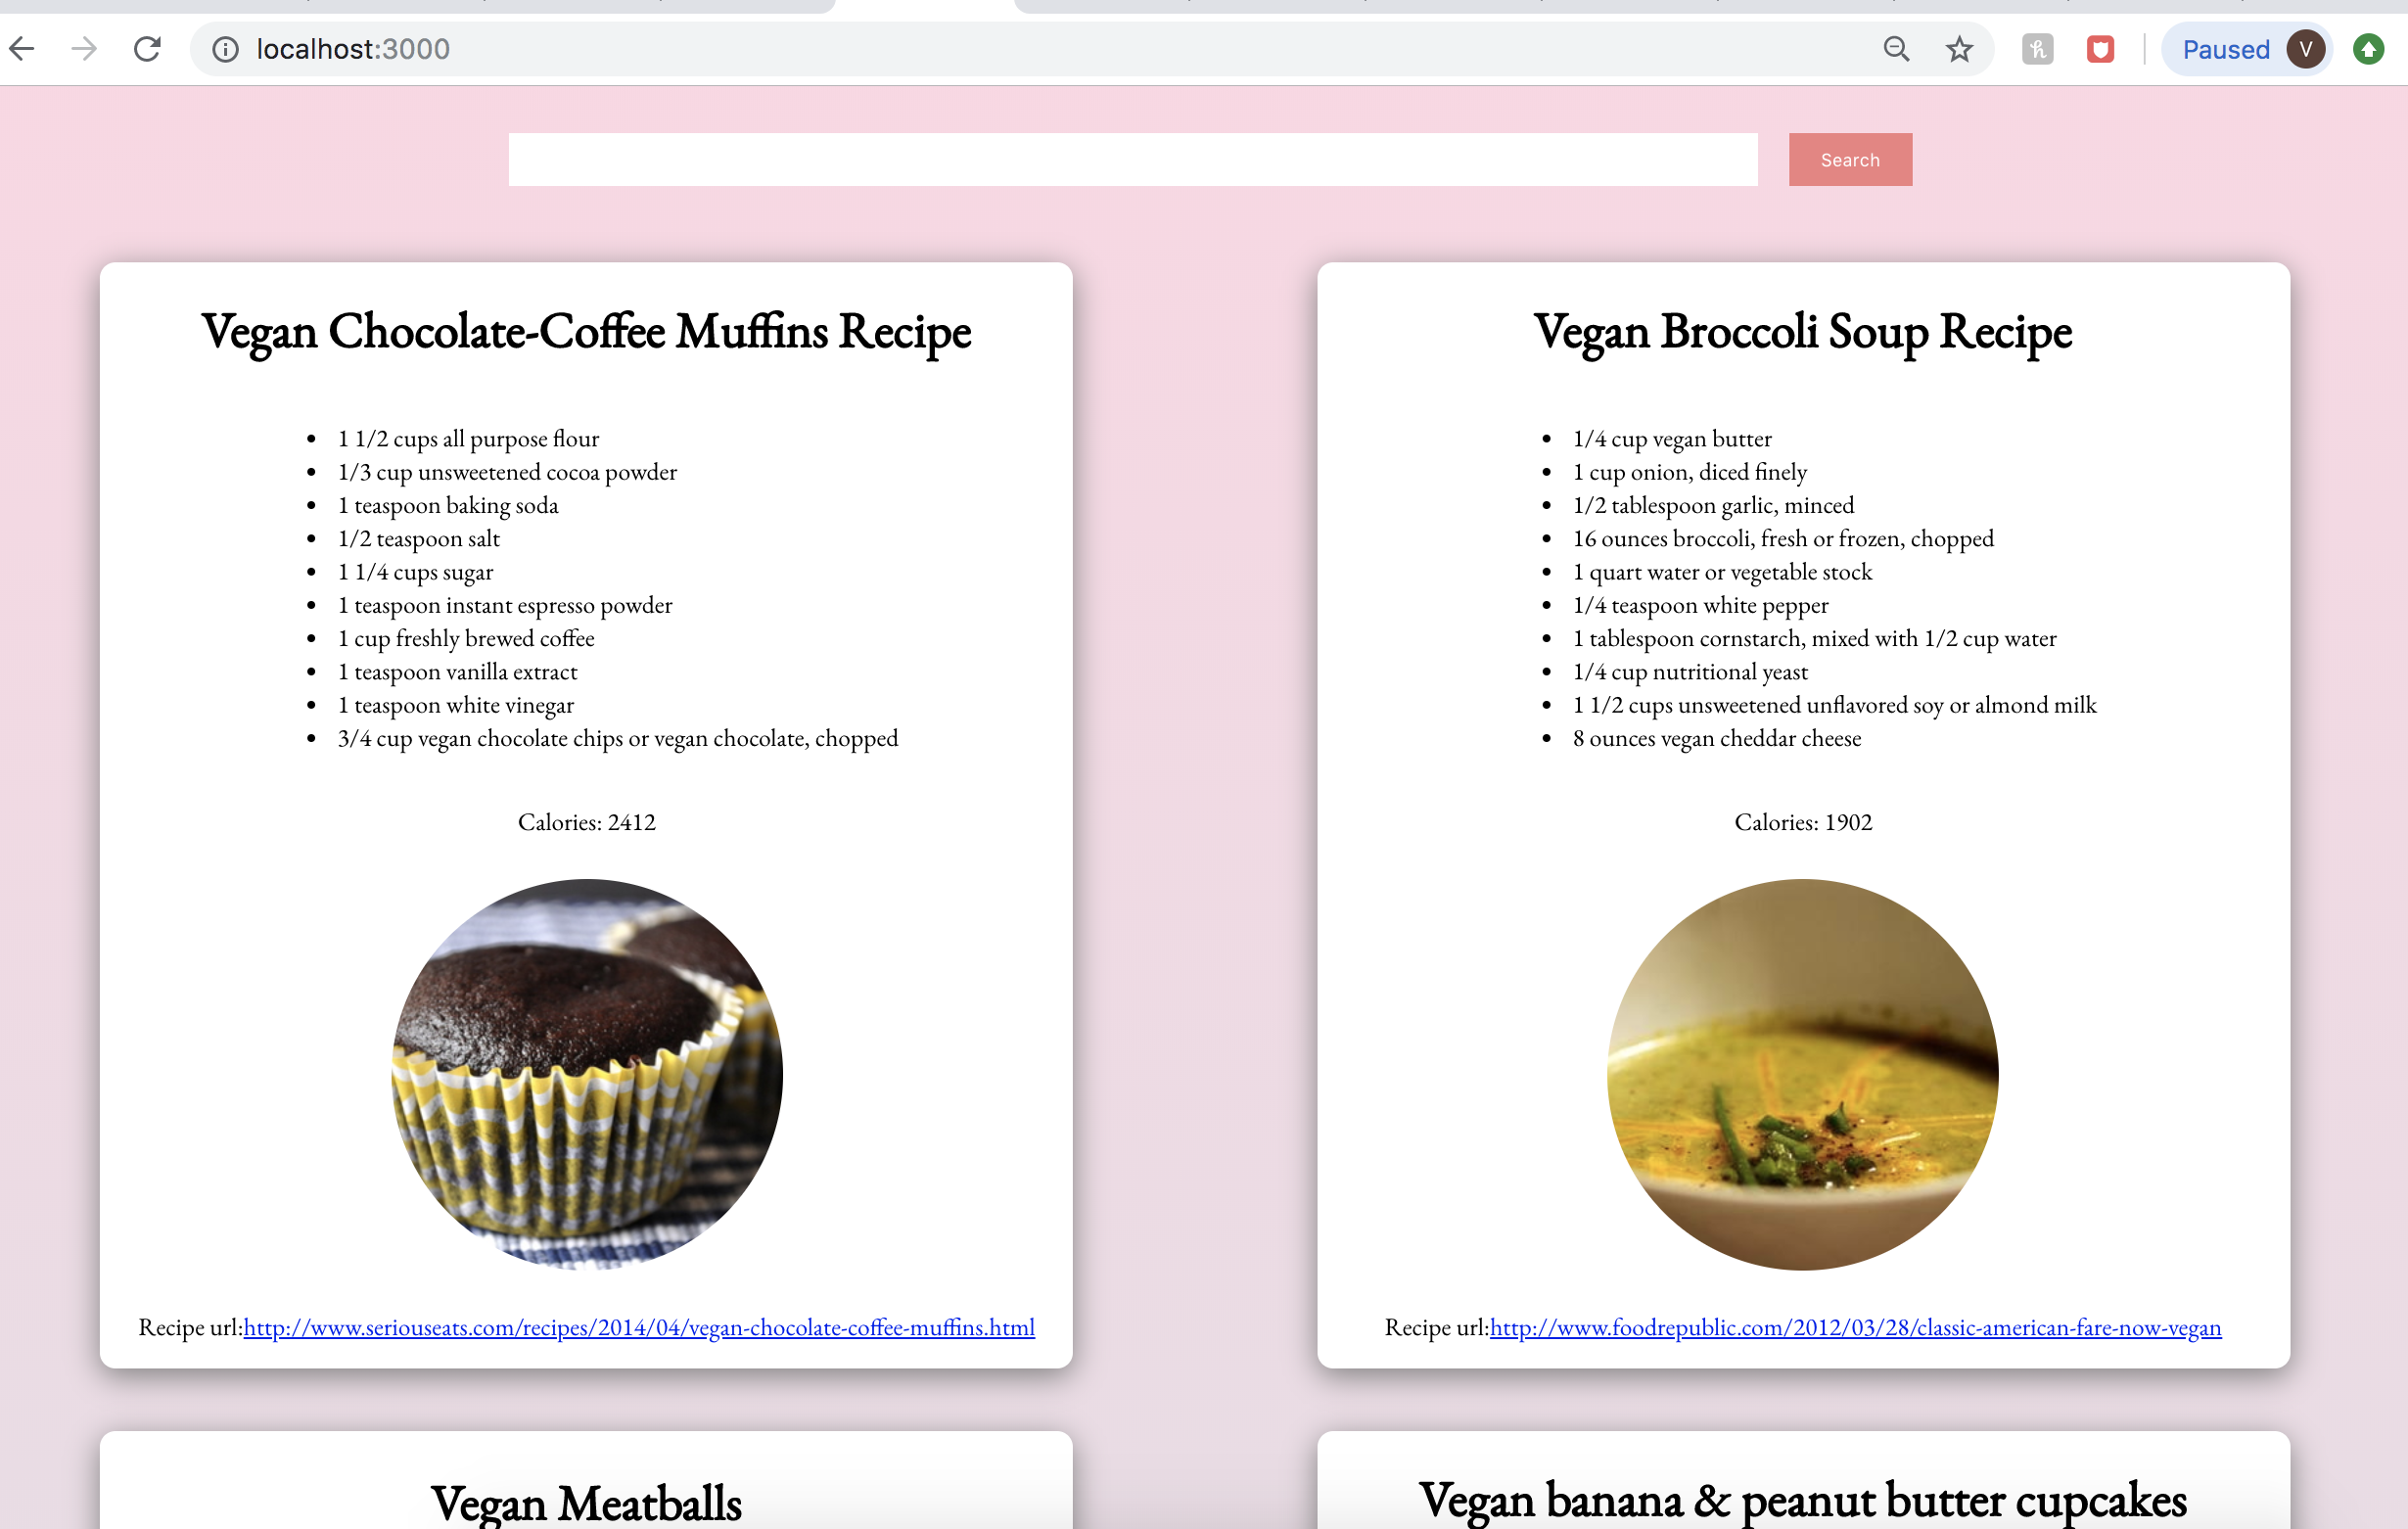 localhost:3000
Paused V
Search
Vegan Chocolate-Coffee Muffins Recipe
1 1/2 cups all purpose flour
1/3 cup unsweetened cocoa powder
1 teaspoon baking soda
1/2 teaspoon salt
1 1/4 cups sugar
1 teaspoon instant espresso powder
1 cup freshly brewed coffee
1 teaspoon vanilla extract
1 teaspoon white vinegar
3/4 cup vegan chocolate chips or vegan chocolate, chopped
Calories: 2412
Recipe url:http://www.seriouseats.com/recipes/2014/04/vegan-chocolate-coffee-muffins.html
Vegan Broccoli Soup Recipe
1/4 cup vegan butter
1 cup onion, diced finely
1/2 tablespoon garlic, minced
16 ounces broccoli, fresh or frozen, chopped
1 quart water or vegetable stock
1/4 teaspoon white pepper
1 tablespoon cornstarch, mixed with 1/2 cup water
1/4 cup nutritional yeast
1 1/2 cups unsweetened unflavored soy or almond milk
8 ounces vegan cheddar cheese
Calories: 1902
Recipe url:http://www.foodrepublic.com/2012/03/28/classic-american-fare-now-vegan
Vegan Meatballs
Vegan banana & peanut butter cupcakes